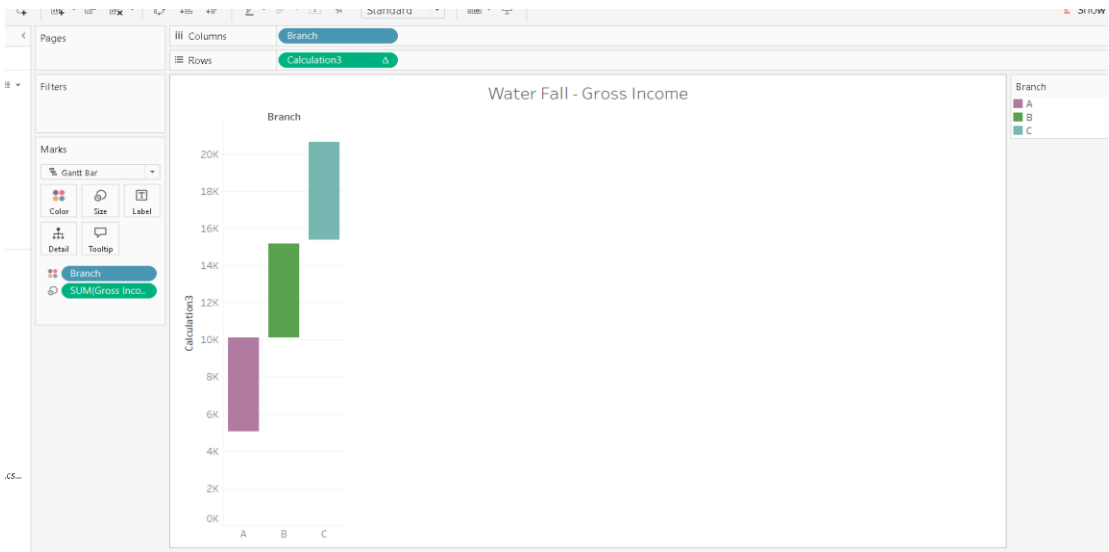 Standard
Show
Pages
Columns
Branch
Rows
Calculation3
Filters
Water Fall - Gross Income
Branch
A
B
C
Branch
Marks
Gantt Bar
Color
Size
Label
Detail
Tooltip
Branch
SUM(Gross Inco..
Calculation3
20K
18K
16K
14K
12K
10K
8K
6K
4K
2K
0K
A B C
.cs...